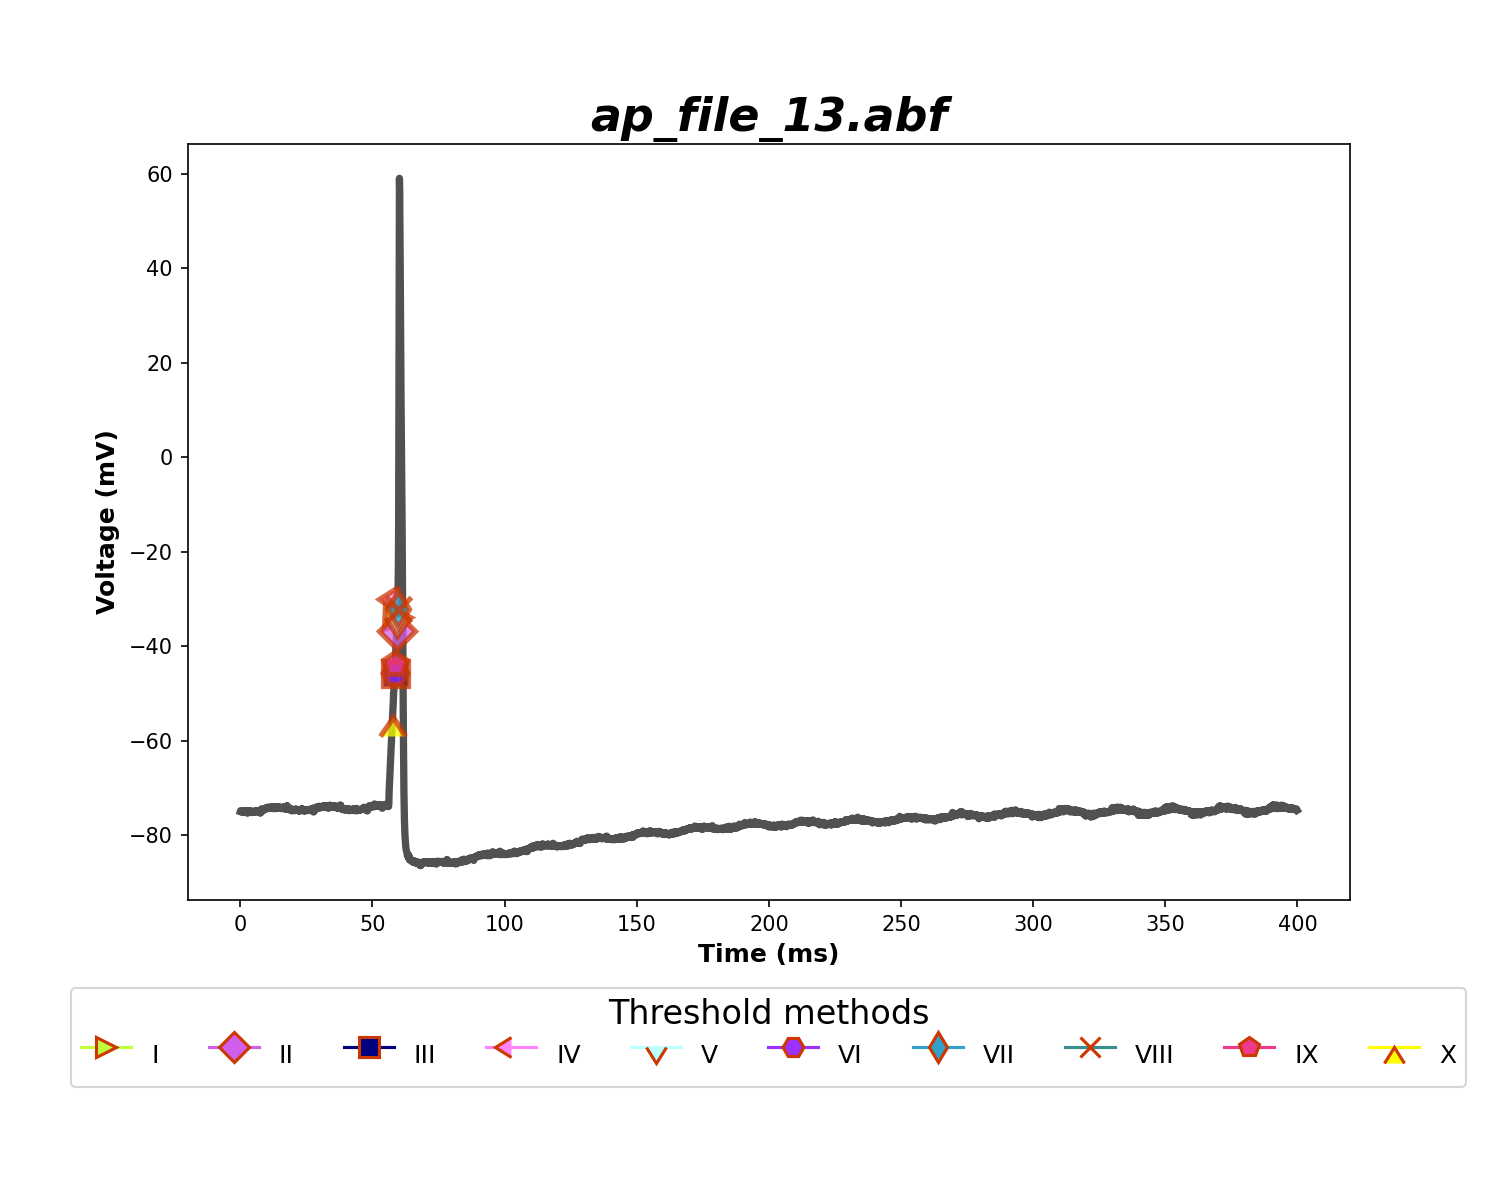 ap_file_13.abf
60
40
20
0
−20
−40
−60
−80
Voltage (mV)
0 50 100 150 200 250 300 350 400
Time (ms)
Threshold methods
I II III IV V VI VII VIII IX X